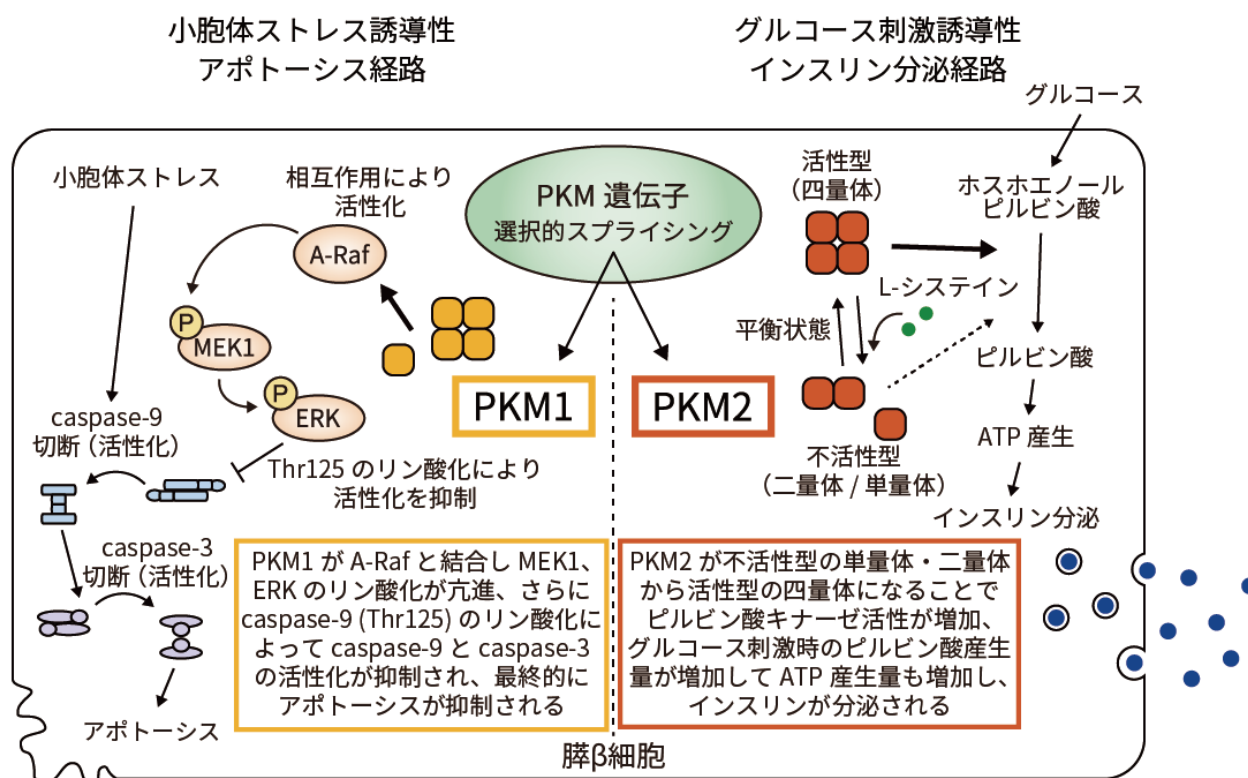 小胞体ストレス誘導性
アポトーシス経路
グルコース刺激誘導性
インスリン分泌経路
グルコース
小胞体ストレス
相互作用により
活性化
A-Raf
P
MEK1
P
ERK
caspase-9
切断（活性化）
Thr125 のリン酸化により
活性化を抑制
caspase-3
切断（活性化）
アポトーシス
PKM 遺伝子
選択的スプライシング
PKM1
PKM2
活性型
（四量体）
ホスホエノール
ピルビン酸
L-システイン
平衡状態
ピルビン酸
不活性型
（二量体 / 単量体）
ATP 産生
インスリン分泌
PKM1 が A-Raf と結合し MEK1、
ERK のリン酸化が亢進、さらに
caspase-9 (Thr125) のリン酸化に
よって caspase-9 と caspase-3
の活性化が抑制され、最終的に
アポトーシスが抑制される
PKM2 が不活性型の単量体・二量体
から活性型の四量体になることで
ピルビン酸キナーゼ活性が増加、
グルコース刺激時のピルビン酸産生
量が増加して ATP 産生量も増加し、
インスリンが分泌される
膵β細胞